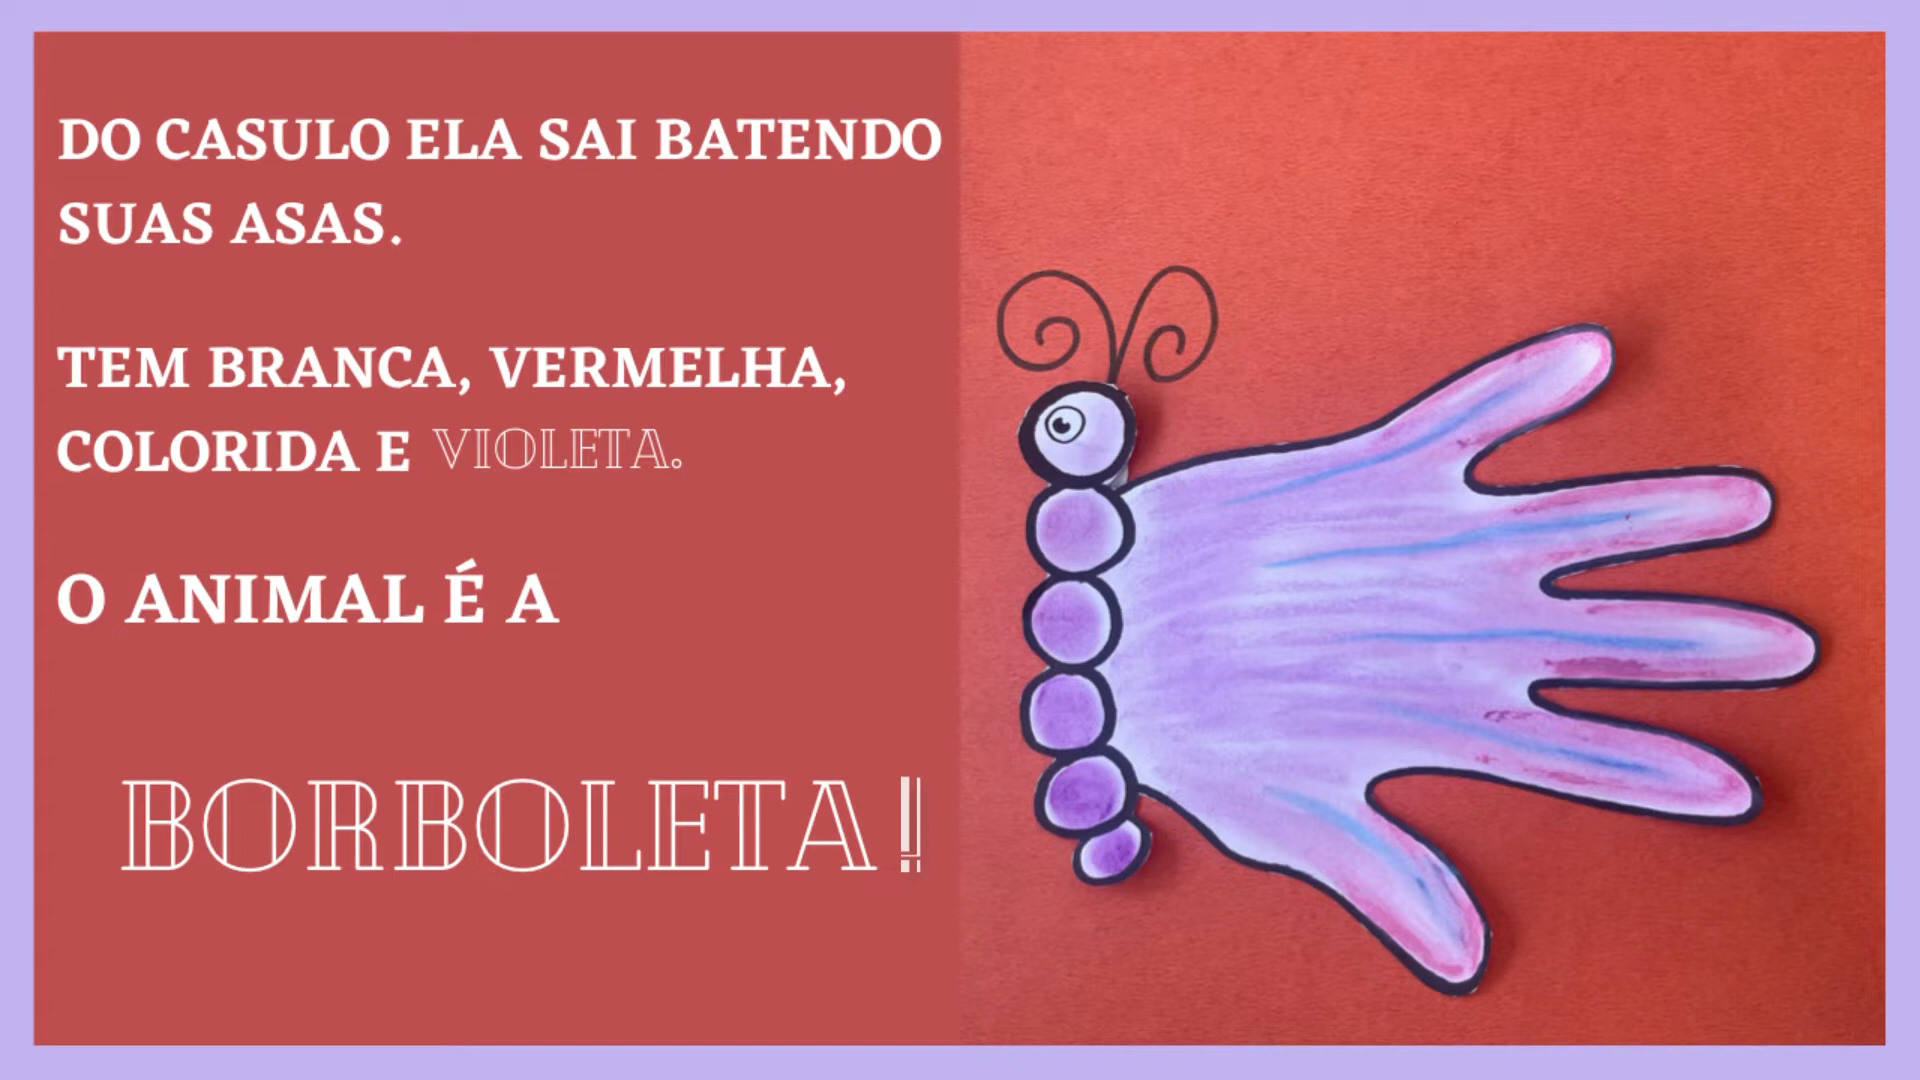 DO CASULO ELA SAI BATENDO
SUAS ASAS.
TEM BRANCA, VERMELHA,
COLORIDA E VIOLETA.
O ANIMAL É A
BORBOLETA!